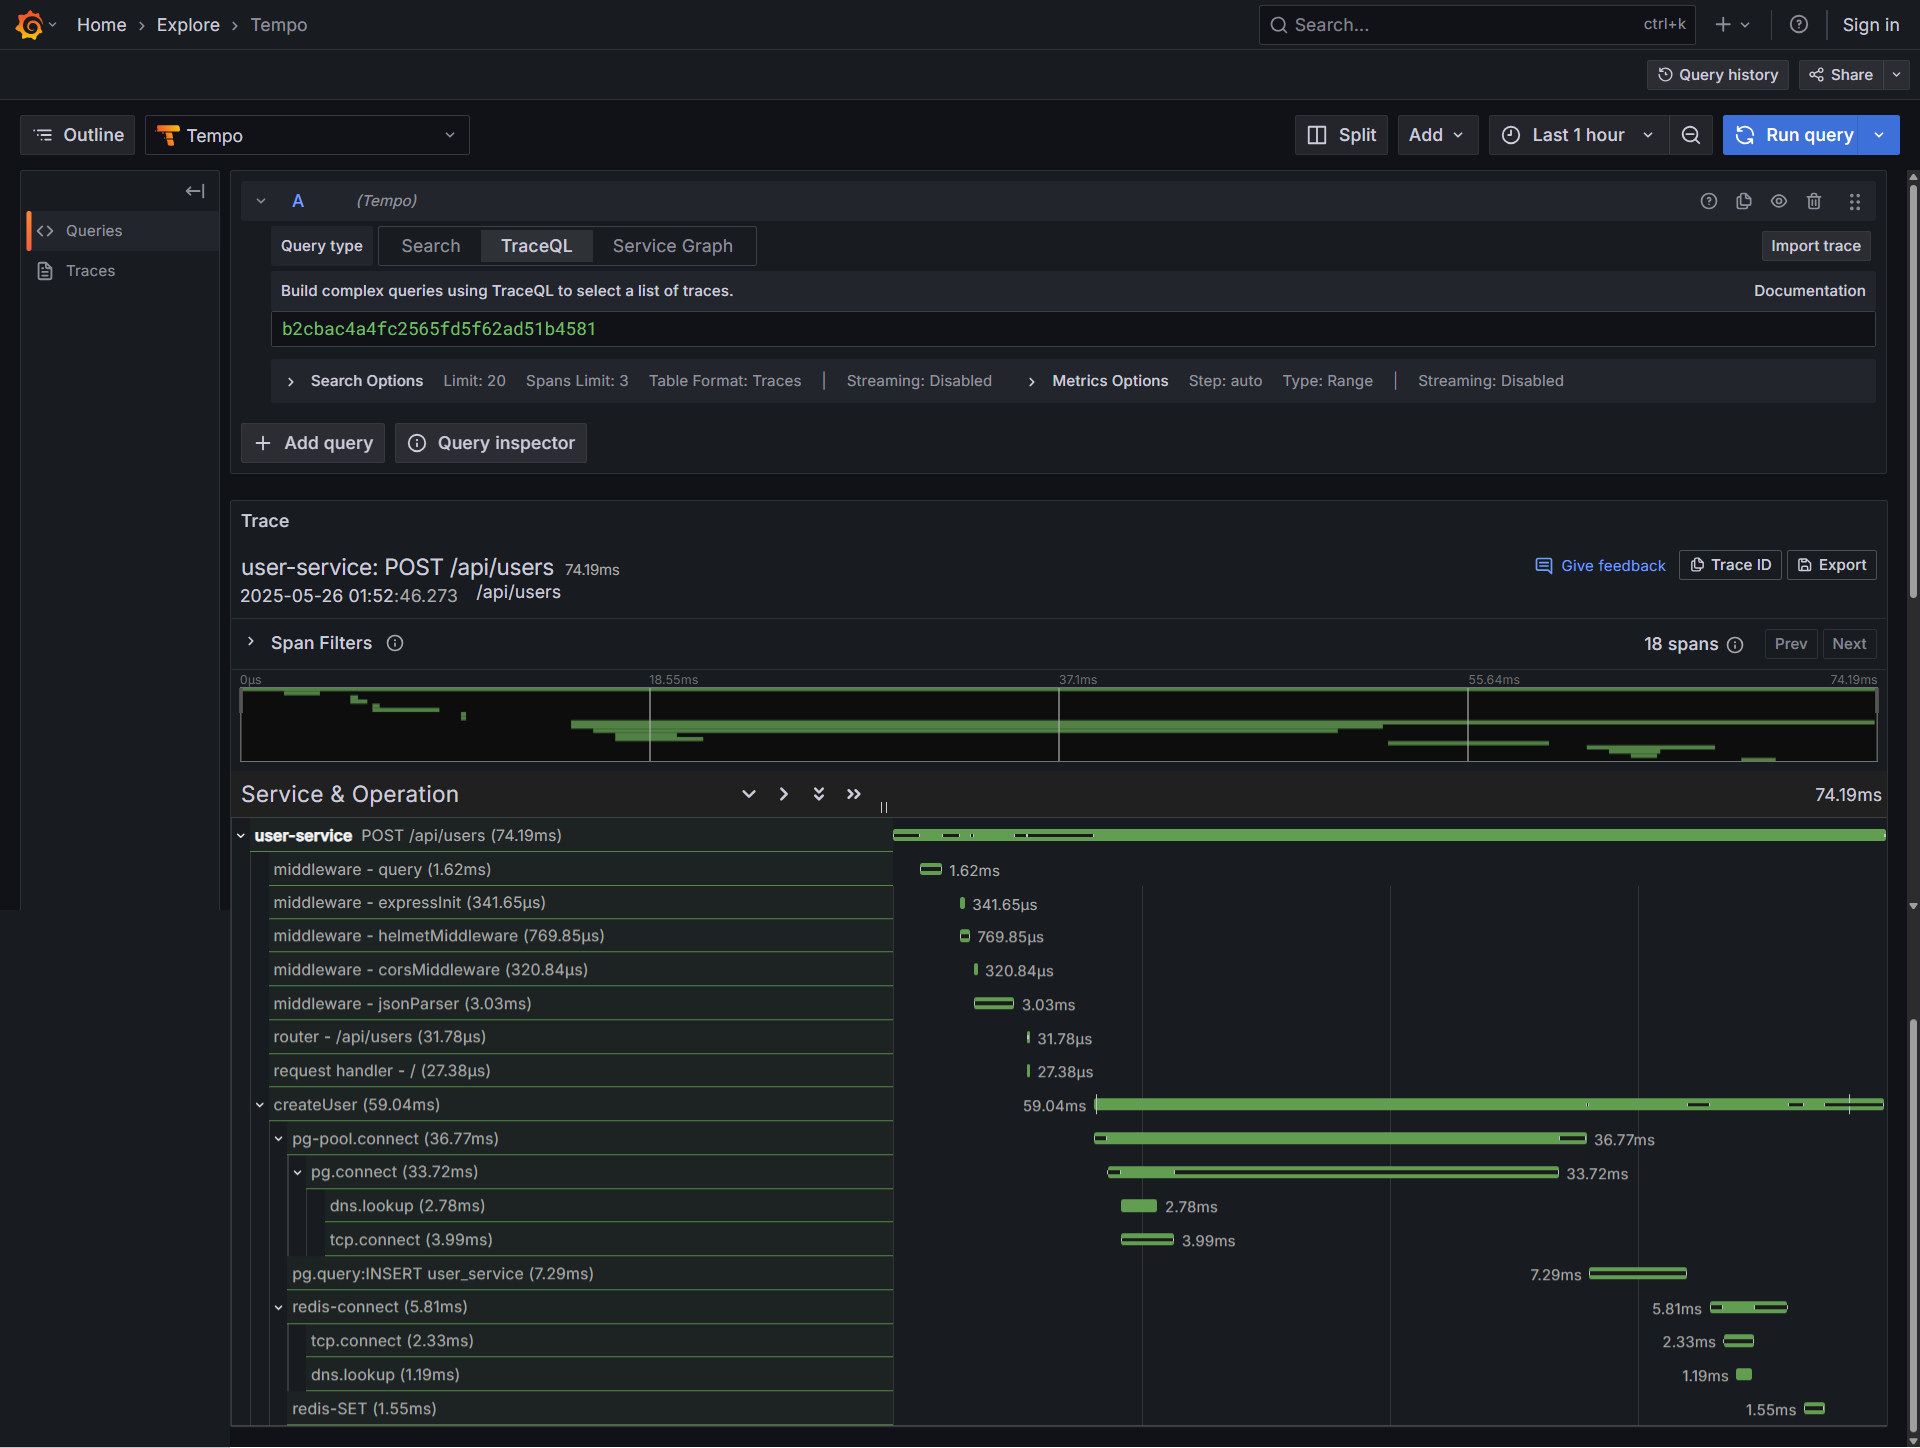 Home › Explore › Tempo
Search... ctrl+k
Sign in
Query history Share
Outline Tempo Split Add Last 1 hour Run query
Queries
Traces
A (Tempo)
Query type Search TraceQL Service Graph Import trace
Build complex queries using TraceQL to select a list of traces. Documentation
b2cbac4a4fc2565fd5f62ad51b4581
Search Options Limit: 20 Spans Limit: 3 Table Format: Traces | Streaming: Disabled Metrics Options Step: auto Type: Range | Streaming: Disabled
+ Add query Query inspector
Trace
user-service: POST /api/users 74.19ms
Give feedback Trace ID Export
2025-05-26 01:52:46.273 /api/users
Span Filters 18 spans Prev Next
0μs 18.55ms 37.1ms 55.64ms 74.19ms
Service & Operation 74.19ms
user-service POST /api/users (74.19ms)
middleware - query (1.62ms) 1.62ms
middleware - expressInit (341.65μs) 341.65μs
middleware - helmetMiddleware (769.85μs) 769.85μs
middleware - corsMiddleware (320.84μs) 320.84μs
middleware - jsonParser (3.03ms) 3.03ms
router - /api/users (31.78μs) 31.78μs
request handler - / (27.38μs) 27.38μs
createUser (59.04ms) 59.04ms
pg-pool.connect (36.77ms) 36.77ms
pg.connect (33.72ms) 33.72ms
dns.lookup (2.78ms) 2.78ms
tcp.connect (3.99ms) 3.99ms
pg.query:INSERT user_service (7.29ms) 7.29ms
redis-connect (5.81ms) 5.81ms
tcp.connect (2.33ms) 2.33ms
dns.lookup (1.19ms) 1.19ms
redis-SET (1.55ms) 1.55ms